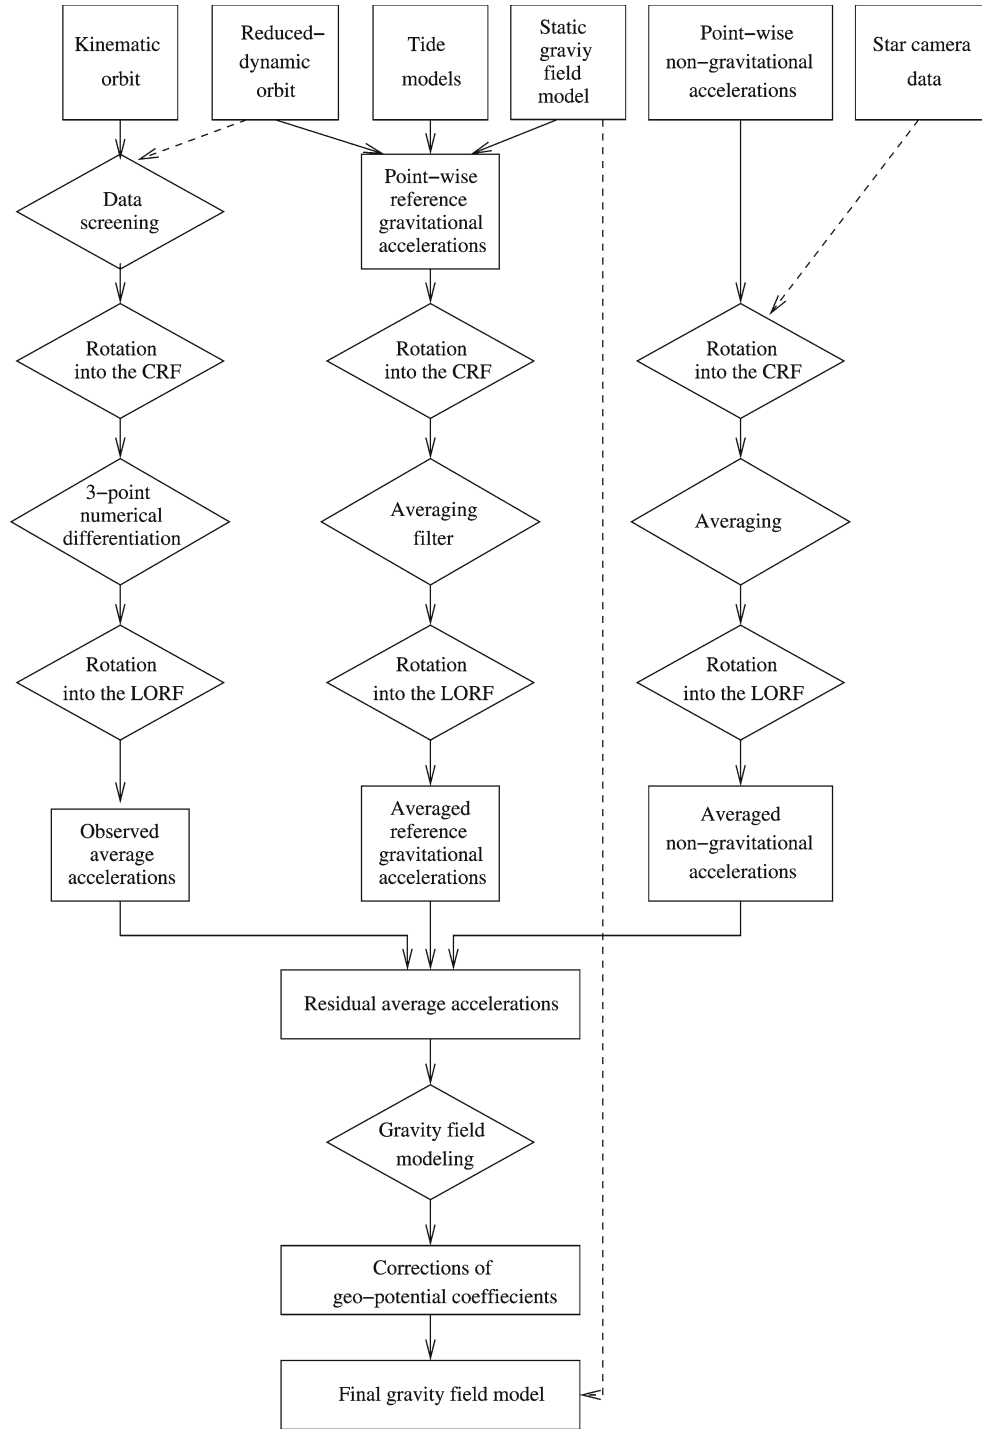 Kinematic
orbit
Reduced−
dynamic
orbit
Tide
models
Static
graviy
field
model
Point−wise
non−gravitational
accelerations
Star camera
data
Data
screening
Point−wise
reference
gravitational
accelerations
Rotation
into the CRF
Rotation
into the CRF
Rotation
into the CRF
3−point
numerical
differentiation
Averaging
filter
Averaging
Rotation
into the LORF
Rotation
into the LORF
Rotation
into the LORF
Observed
average
accelerations
Averaged
reference
gravitational
accelerations
Averaged
non−gravitational
accelerations
Residual average accelerations
Gravity field
modeling
Corrections of
geo−potential coeffiecients
Final gravity field model